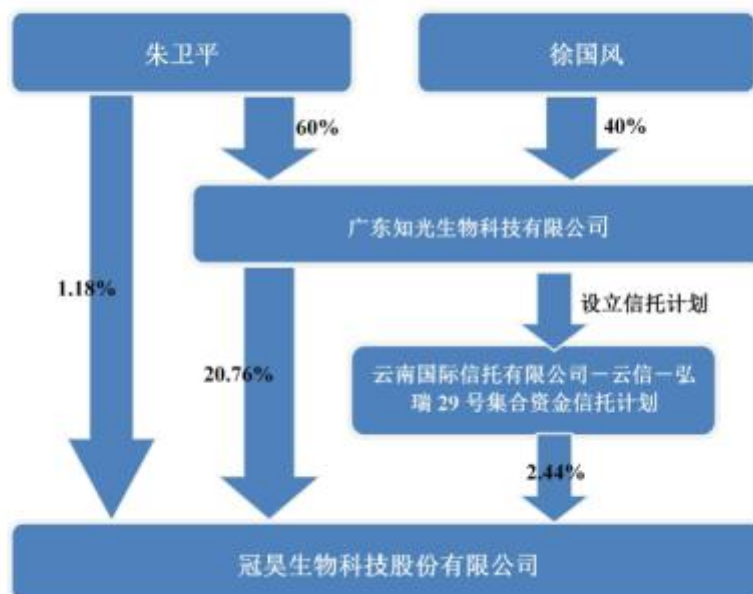 朱卫平
徐国风
60%
40%
广东知光生物科技有限公司
1.18%
设立信托计划
20.76%
云南国际信托有限公司－云信－弘
瑞 29 号集合资金信托计划
2.44%
冠昊生物科技股份有限公司